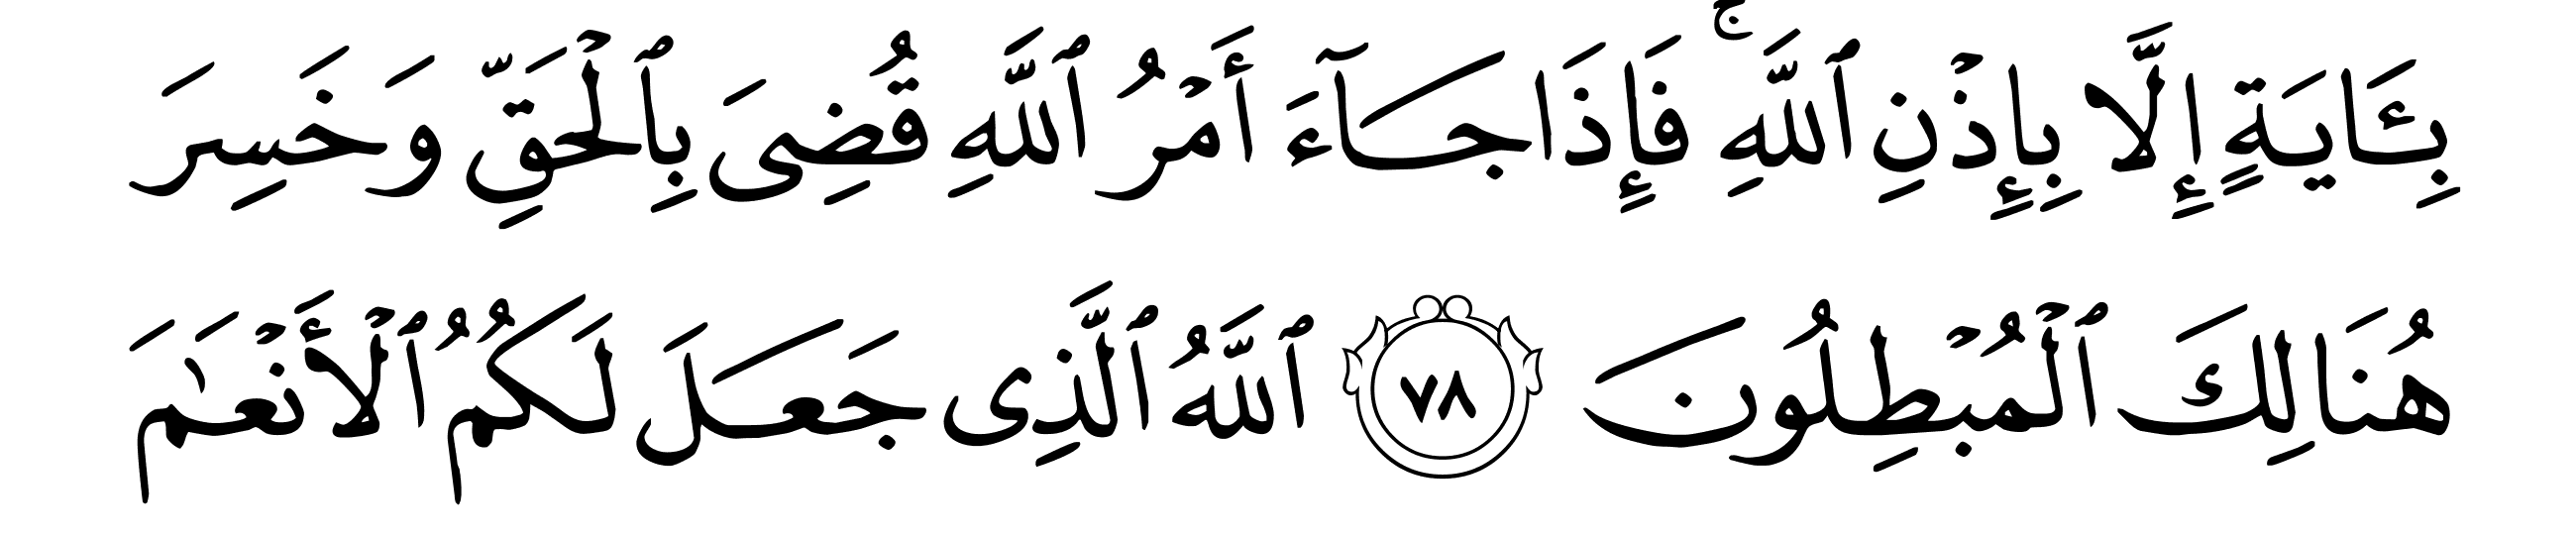 بِـَٔايَةٍ إِلَّا بِإِذْنِ ٱللَّهِ ۚ فَإِذَا جَآءَ أَمْرُ ٱللَّهِ قُضِىَ بِٱلْحَقِّ وَخَسِرَ
هُنَالِكَ ٱلْمُبْطِلُونَ ٧٨ ٱللَّهُ ٱلَّذِى جَعَلَ لَكُمُ ٱلْأَنْعَـٰمَ